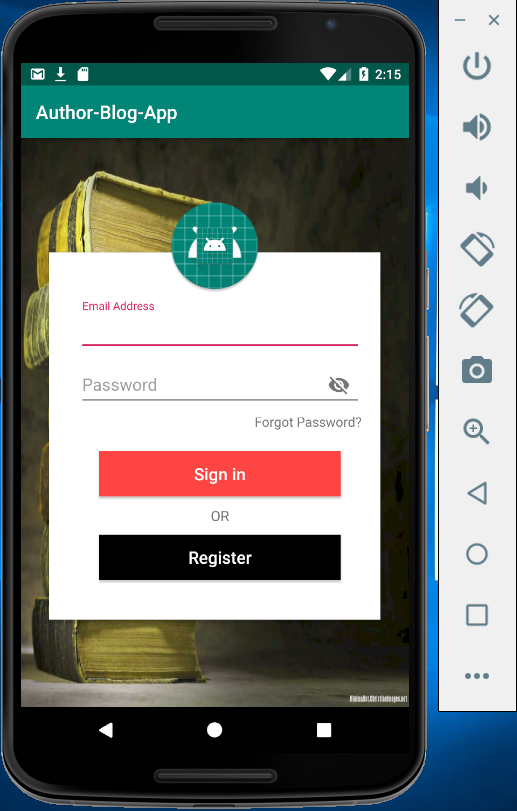 2:15
Author-Blog-App
Email Address
Password
Forgot Password?
Sign in
OR
Register